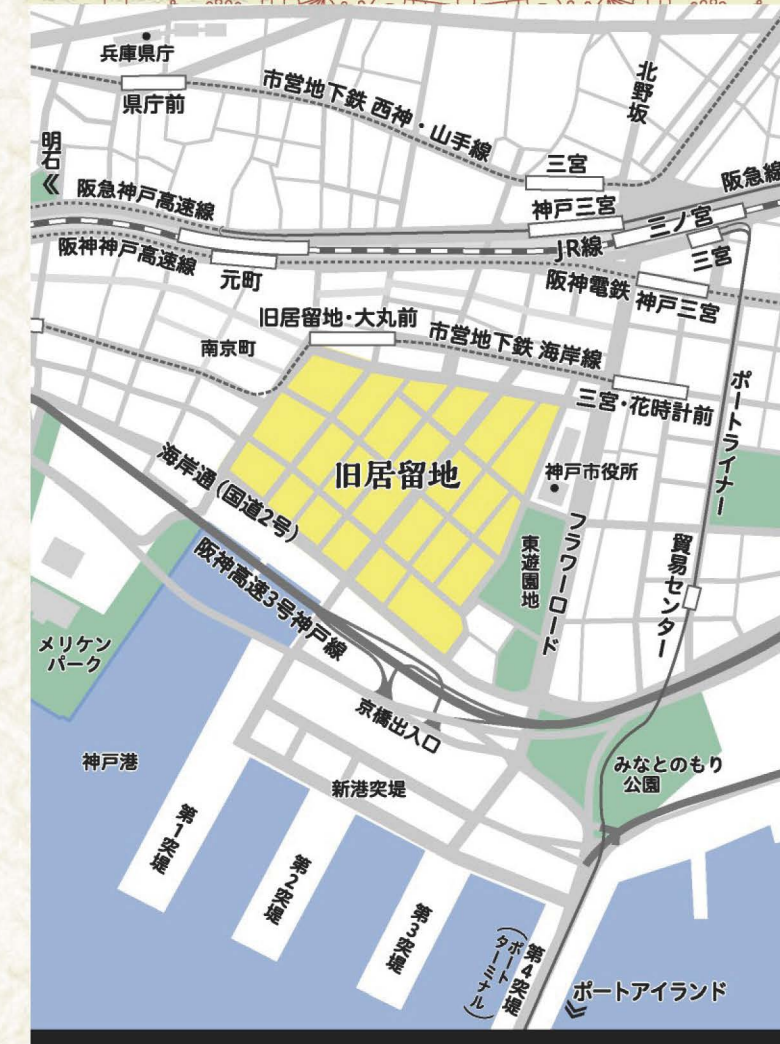 兵庫県庁
県庁前
市営地下鉄 西神・山手線
北野坂
明石
三宮
阪急線
阪急神戸高速線
神戸三宮
三ノ宮
JR線
三宮
阪神神戸高速線
元町
阪神電鉄
神戸三宮
旧居留地・大丸前
市営地下鉄 海岸線
南京町
三宮・花時計前
ポートライナー
旧居留地
神戸市役所
海岸通(国道2号)
フラワーロード
東遊園地
貿易センター
阪神高速3号神戸線
メリケン
パーク
京橋出入口
神戸港
みなとのもり
公園
新港突堤
第1突堤
第2突堤
第3突堤
第4突堤
(ポート
ターミナル)
ポートアイランド